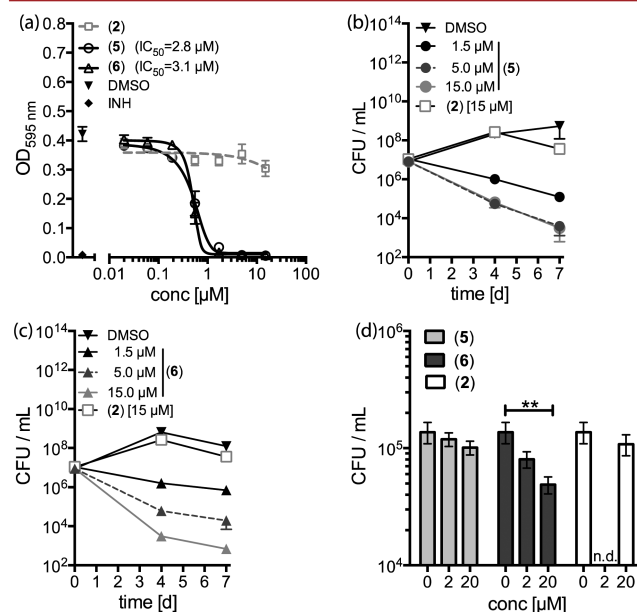 (a)
0.8
0.7
0.6
0.5
0.4
0.3
0.2
0.1
0.0
OD595 nm
(2)
(5) (IC50=2.8 µM)
(6) (IC50=3.1 µM)
DMSO
INH
0.01 0.1 1 10 100
conc [µM]
(b)
10^14
10^12
10^10
10^8
10^6
10^4
10^2
CFU / mL
DMSO
1.5 µM
5.0 µM (5)
15.0 µM
(2) [15 µM]
0 1 2 3 4 5 6 7
time [d]
(c)
10^14
10^12
10^10
10^8
10^6
10^4
10^2
CFU / mL
DMSO
1.5 µM
5.0 µM (6)
15.0 µM
(2) [15 µM]
0 1 2 3 4 5 6 7
time [d]
(d)
10^6
10^5
10^4
CFU / mL
(5)
(6)
(2)
**
n.d.
0 2 20 0 2 20 0 2 20
conc [µM]